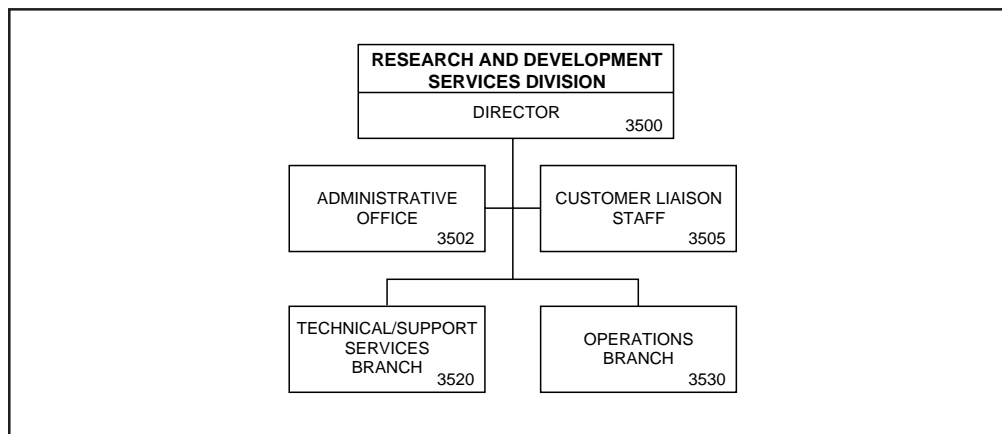 RESEARCH AND DEVELOPMENT
SERVICES DIVISION
DIRECTOR
3500
ADMINISTRATIVE
OFFICE
3502
CUSTOMER LIAISON
STAFF
3505
TECHNICAL/SUPPORT
SERVICES
BRANCH
3520
OPERATIONS
BRANCH
3530